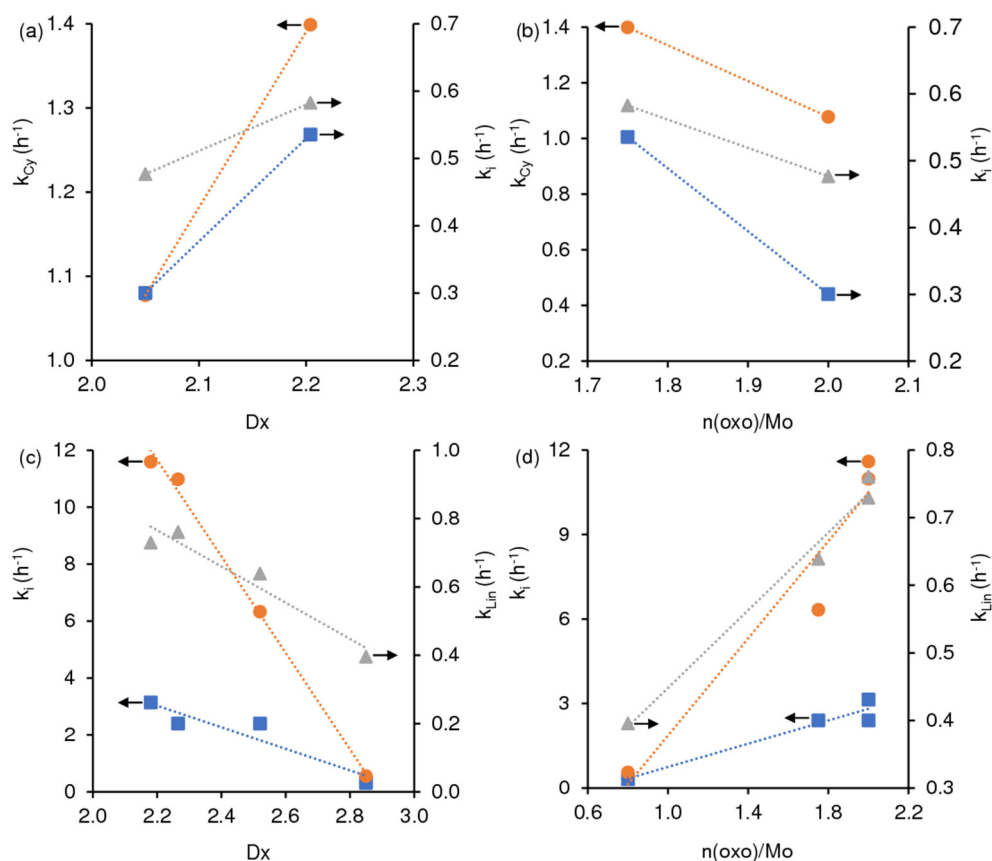 (a)
1.4
1.3
1.2
1.1
1.0
k_Cy (h⁻¹)
0.7
0.6
0.5
0.4
0.3
0.2
k_i (h⁻¹)
2.0 2.1 2.2 2.3
Dx
(b)
1.4
1.2
1.0
0.8
0.6
0.4
0.2
k_Cy (h⁻¹)
0.7
0.6
0.5
0.4
0.3
0.2
k_i (h⁻¹)
1.7 1.8 1.9 2.0 2.1
n(oxo)/Mo
(c)
12
10
8
6
4
2
0
k_i (h⁻¹)
1.0
0.8
0.6
0.4
0.2
0.0
k_Lin (h⁻¹)
2.0 2.2 2.4 2.6 2.8 3.0
Dx
(d)
12
9
6
3
0
k_i (h⁻¹)
0.8
0.7
0.6
0.5
0.4
0.3
k_Lin (h⁻¹)
0.6 1.0 1.4 1.8 2.2
n(oxo)/Mo